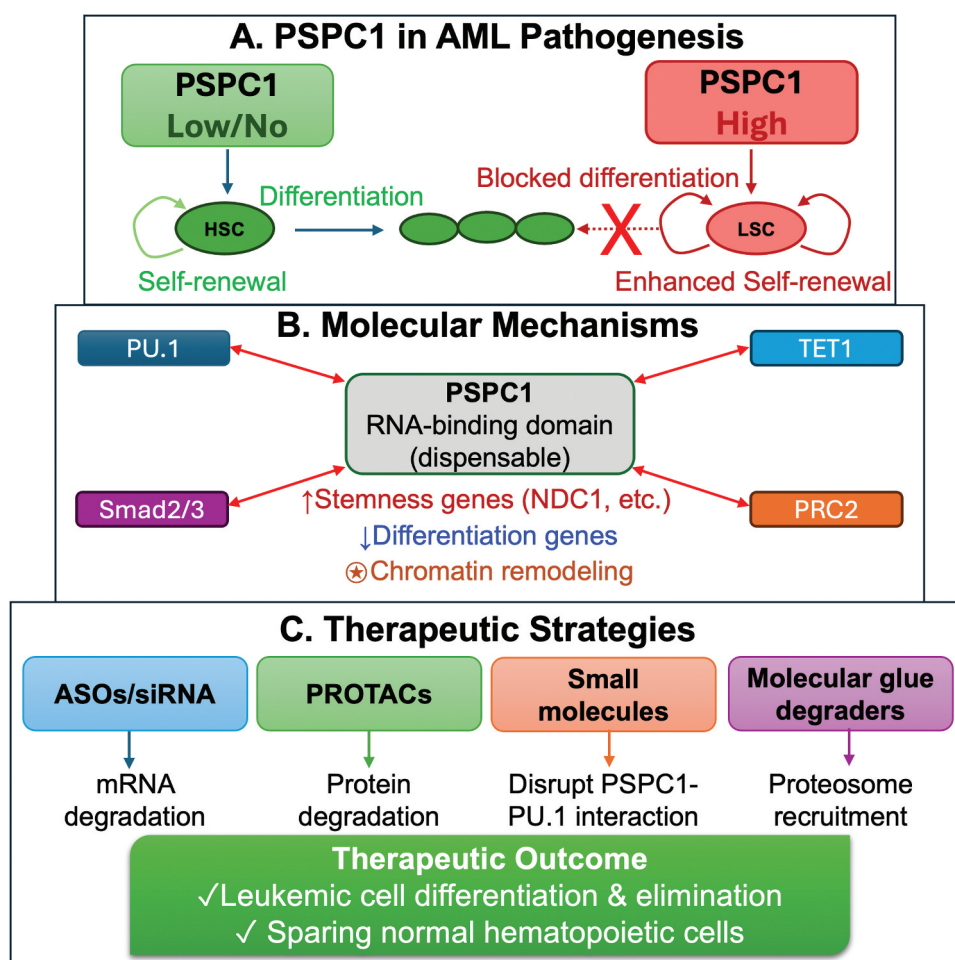 A. PSPC1 in AML Pathogenesis
PSPC1
Low/No
PSPC1
High
Differentiation
Blocked differentiation
HSC
X
LSC
Self-renewal
Enhanced Self-renewal
B. Molecular Mechanisms
PU.1
TET1
PSPC1
RNA-binding domain
(dispensable)
Smad2/3
PRC2
↑Stemness genes (NDC1, etc.)
↓Differentiation genes
⍟Chromatin remodeling
C. Therapeutic Strategies
ASOs/siRNA
PROTACs
Small
molecules
Molecular glue
degraders
mRNA
degradation
Protein
degradation
Disrupt PSPC1-
PU.1 interaction
Proteosome
recruitment
Therapeutic Outcome
✓Leukemic cell differentiation & elimination
✓ Sparing normal hematopoietic cells